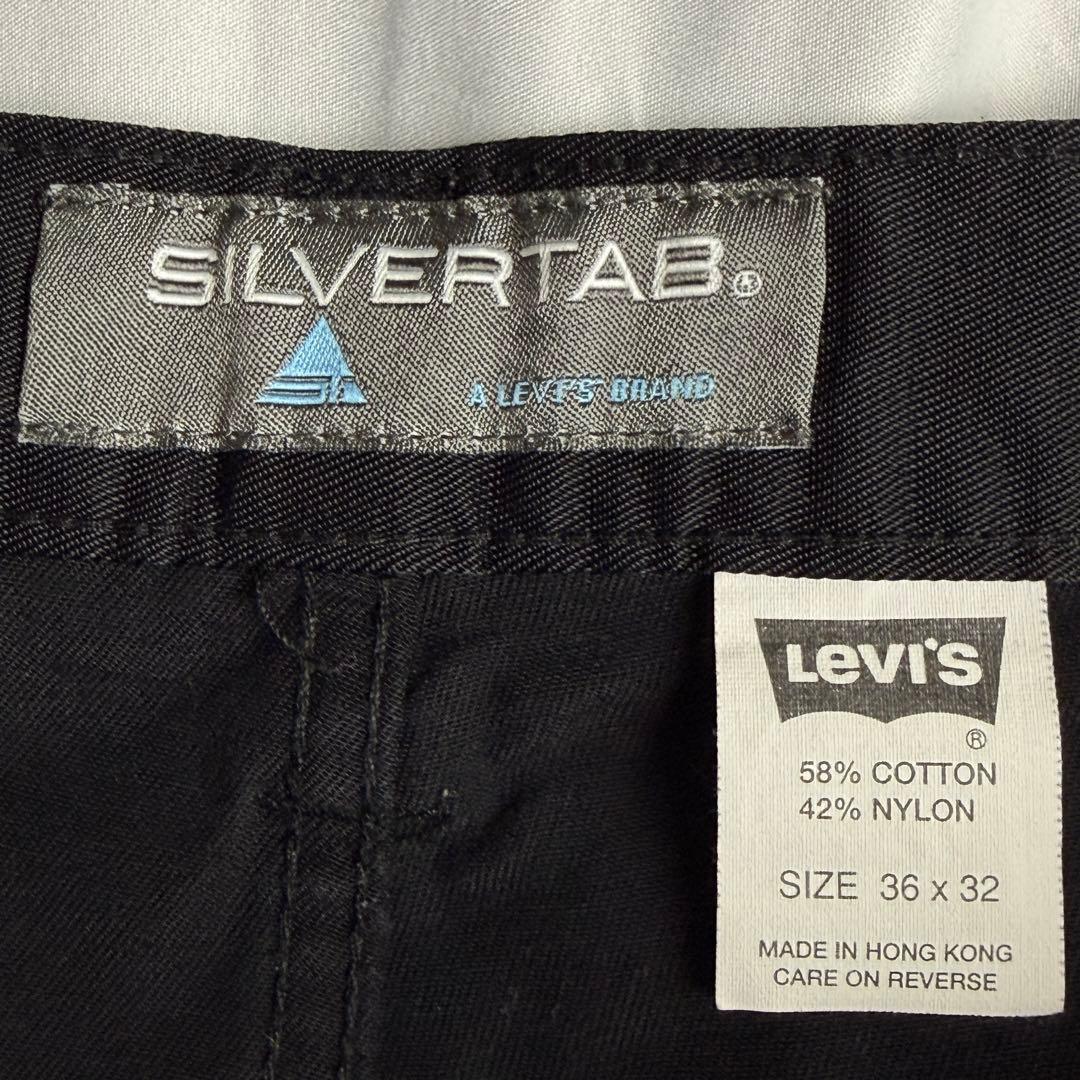 SILVERTAB®
A LEVI'S BRAND
LEVI'S
®
58% COTTON
42% NYLON
SIZE 36 x 32
MADE IN HONG KONG
CARE ON REVERSE